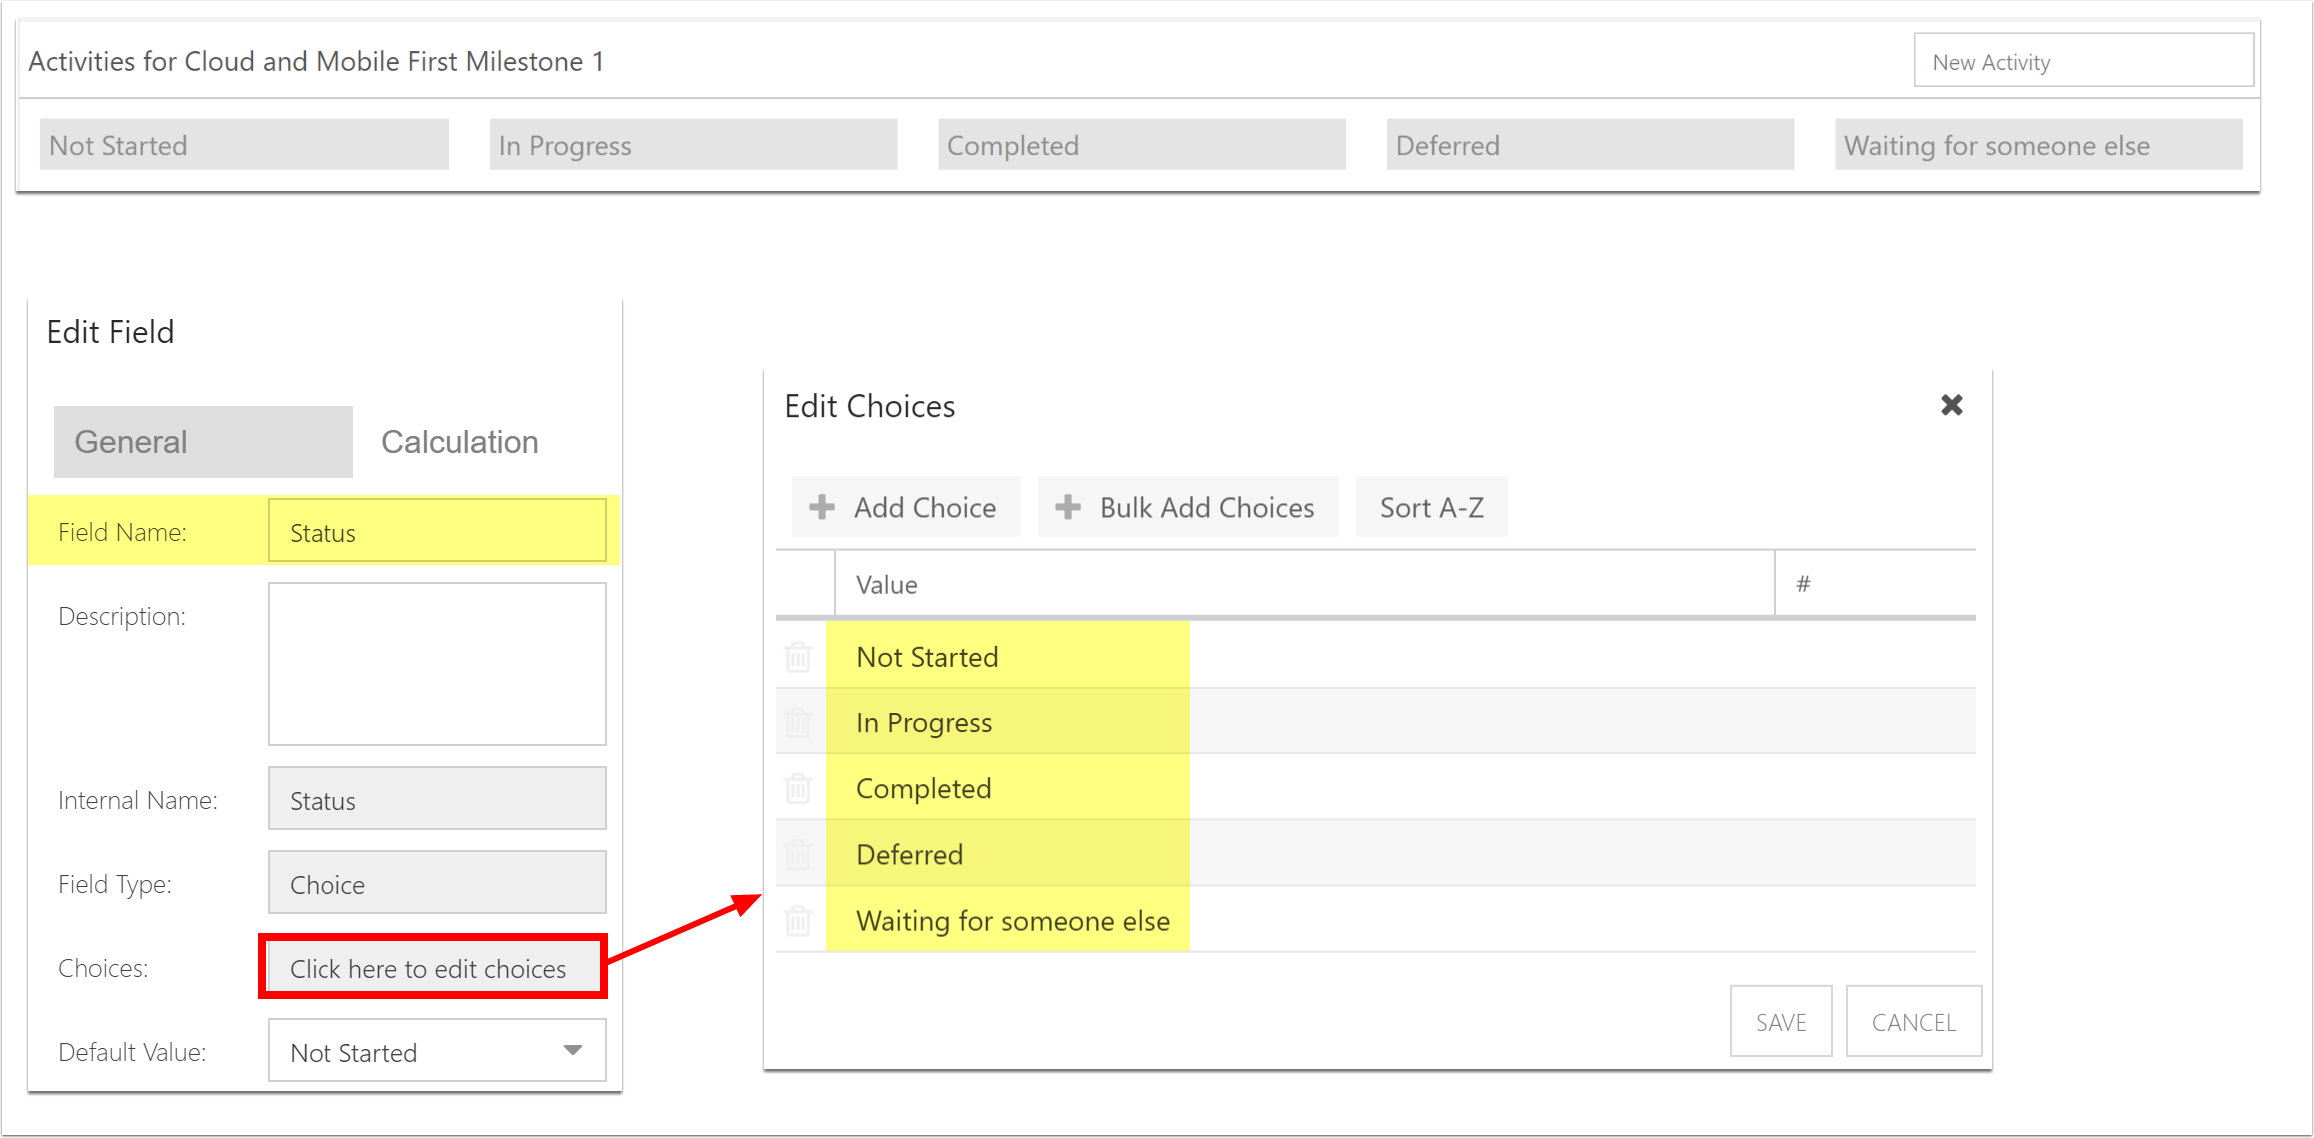 Activities for Cloud and Mobile First Milestone 1
New Activity
Not Started
In Progress
Completed
Deferred
Waiting for someone else
Edit Field
General
Calculation
Field Name:
Status
Description:
Internal Name:
Status
Field Type:
Choice
Choices:
Click here to edit choices
Default Value:
Not Started
Edit Choices
Add Choice
Bulk Add Choices
Sort A-Z
Value
#
Not Started
In Progress
Completed
Deferred
Waiting for someone else
SAVE
CANCEL